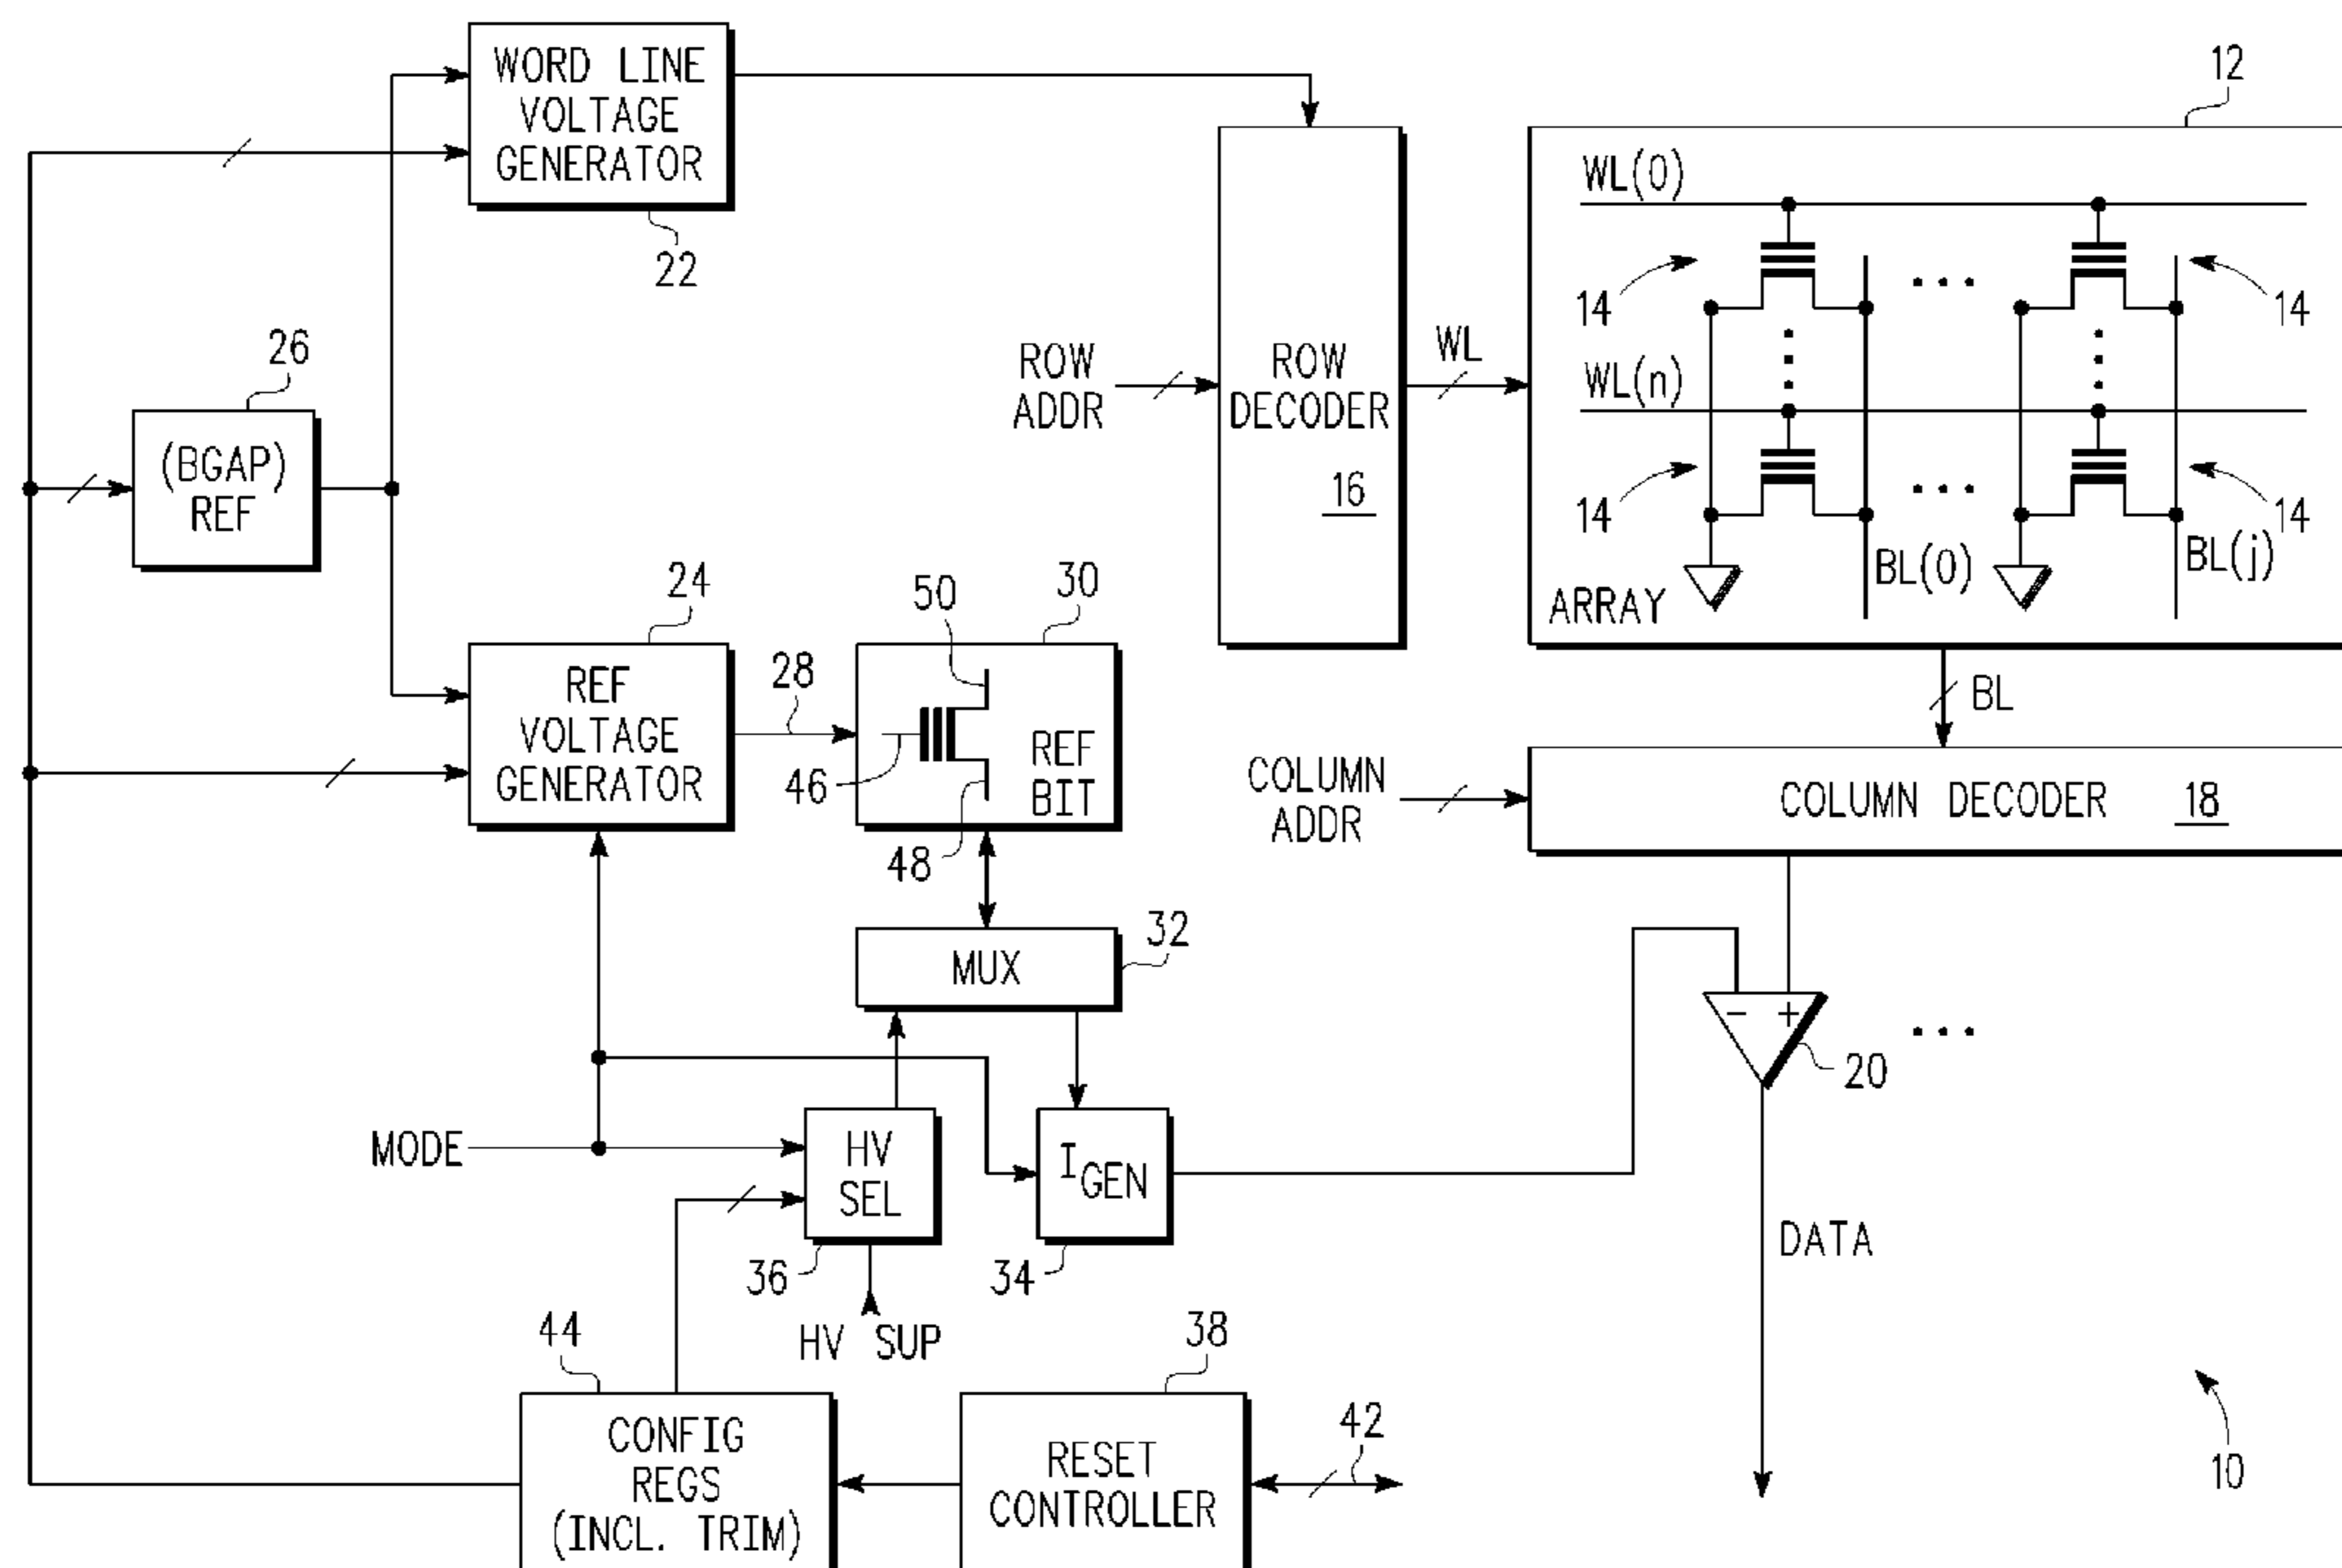 WORD LINE
VOLTAGE
GENERATOR
22
12
WL(0)
14
14
WL(n)
14
14
BL(0)
BL(j)
ARRAY
26
(BGAP)
REF
ROW
ADDR
ROW
DECODER
16
WL
24
REF
VOLTAGE
GENERATOR
28
50
30
46
REF
BIT
48
BL
COLUMN
ADDR
COLUMN DECODER 18
MUX
32
- +
20
MODE
HV
SEL
36
HV SUP
IGEN
34
DATA
44
CONFIG
REGS
(INCL. TRIM)
38
RESET
CONTROLLER
42
10